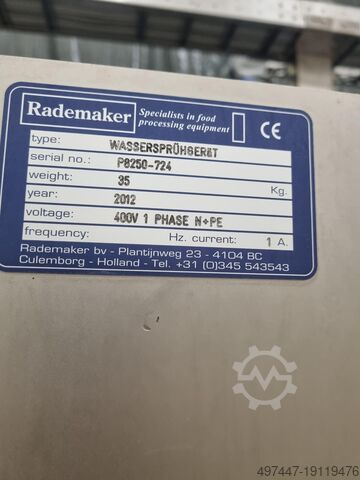 Rademaker
Specialists in food
processing equipment
CE
type: WASSERSPRÜHGERÄT
serial no.: P8250-724
weight: 35 Kg.
year: 2012
voltage: 400V 1 PHASE N+PE
frequency: Hz. current: 1 A.
Rademaker bv - Plantijnweg 23 - 4104 BC
Culemborg - Holland - Tel. +31 (0)345 543543
497447-19119476